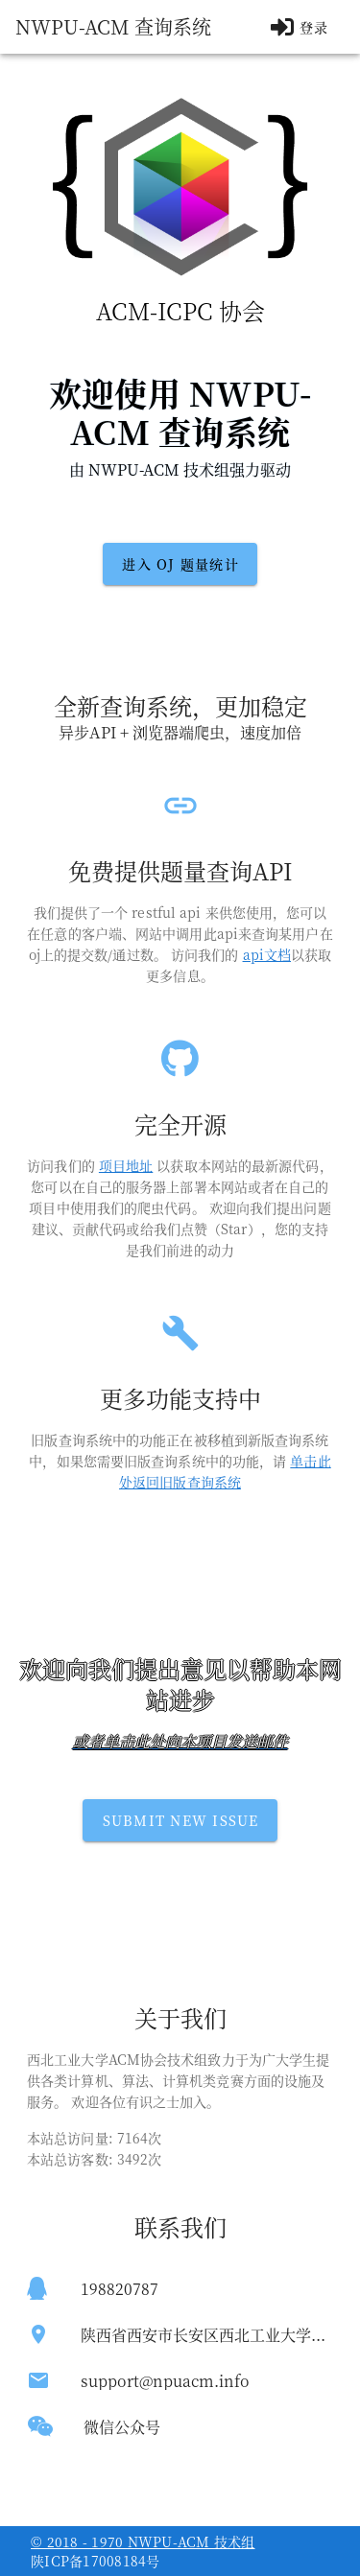 NWPU-ACM 查询系统
登录
ACM-ICPC 协会
欢迎使用 NWPU-
ACM 查询系统
由 NWPU-ACM 技术组强力驱动
进入 OJ 题量统计
全新查询系统，更加稳定
异步API + 浏览器端爬虫，速度加倍
免费提供题量查询API
我们提供了一个 restful api 来供您使用，您可以
在任意的客户端、网站中调用此api来查询某用户在
oj上的提交数/通过数。 访问我们的 api文档以获取
更多信息。
完全开源
访问我们的 项目地址 以获取本网站的最新源代码，
您可以在自己的服务器上部署本网站或者在自己的
项目中使用我们的爬虫代码。 欢迎向我们提出问题
建议、贡献代码或给我们点赞（Star），您的支持
是我们前进的动力
更多功能支持中
旧版查询系统中的功能正在被移植到新版查询系统
中，如果您需要旧版查询系统中的功能，请 单击此
处返回旧版查询系统
欢迎向我们提出意见以帮助本网
站进步
或者单击此处向本项目发送邮件
SUBMIT NEW ISSUE
关于我们
西北工业大学ACM协会技术组致力于为广大学生提
供各类计算机、算法、计算机类竞赛方面的设施及
服务。 欢迎各位有识之士加入。
本站总访问量: 7164次
本站总访客数: 3492次
联系我们
198820787
陕西省西安市长安区西北工业大学...
support@npuacm.info
微信公众号
© 2018 - 1970 NWPU-ACM 技术组
陕ICP备17008184号